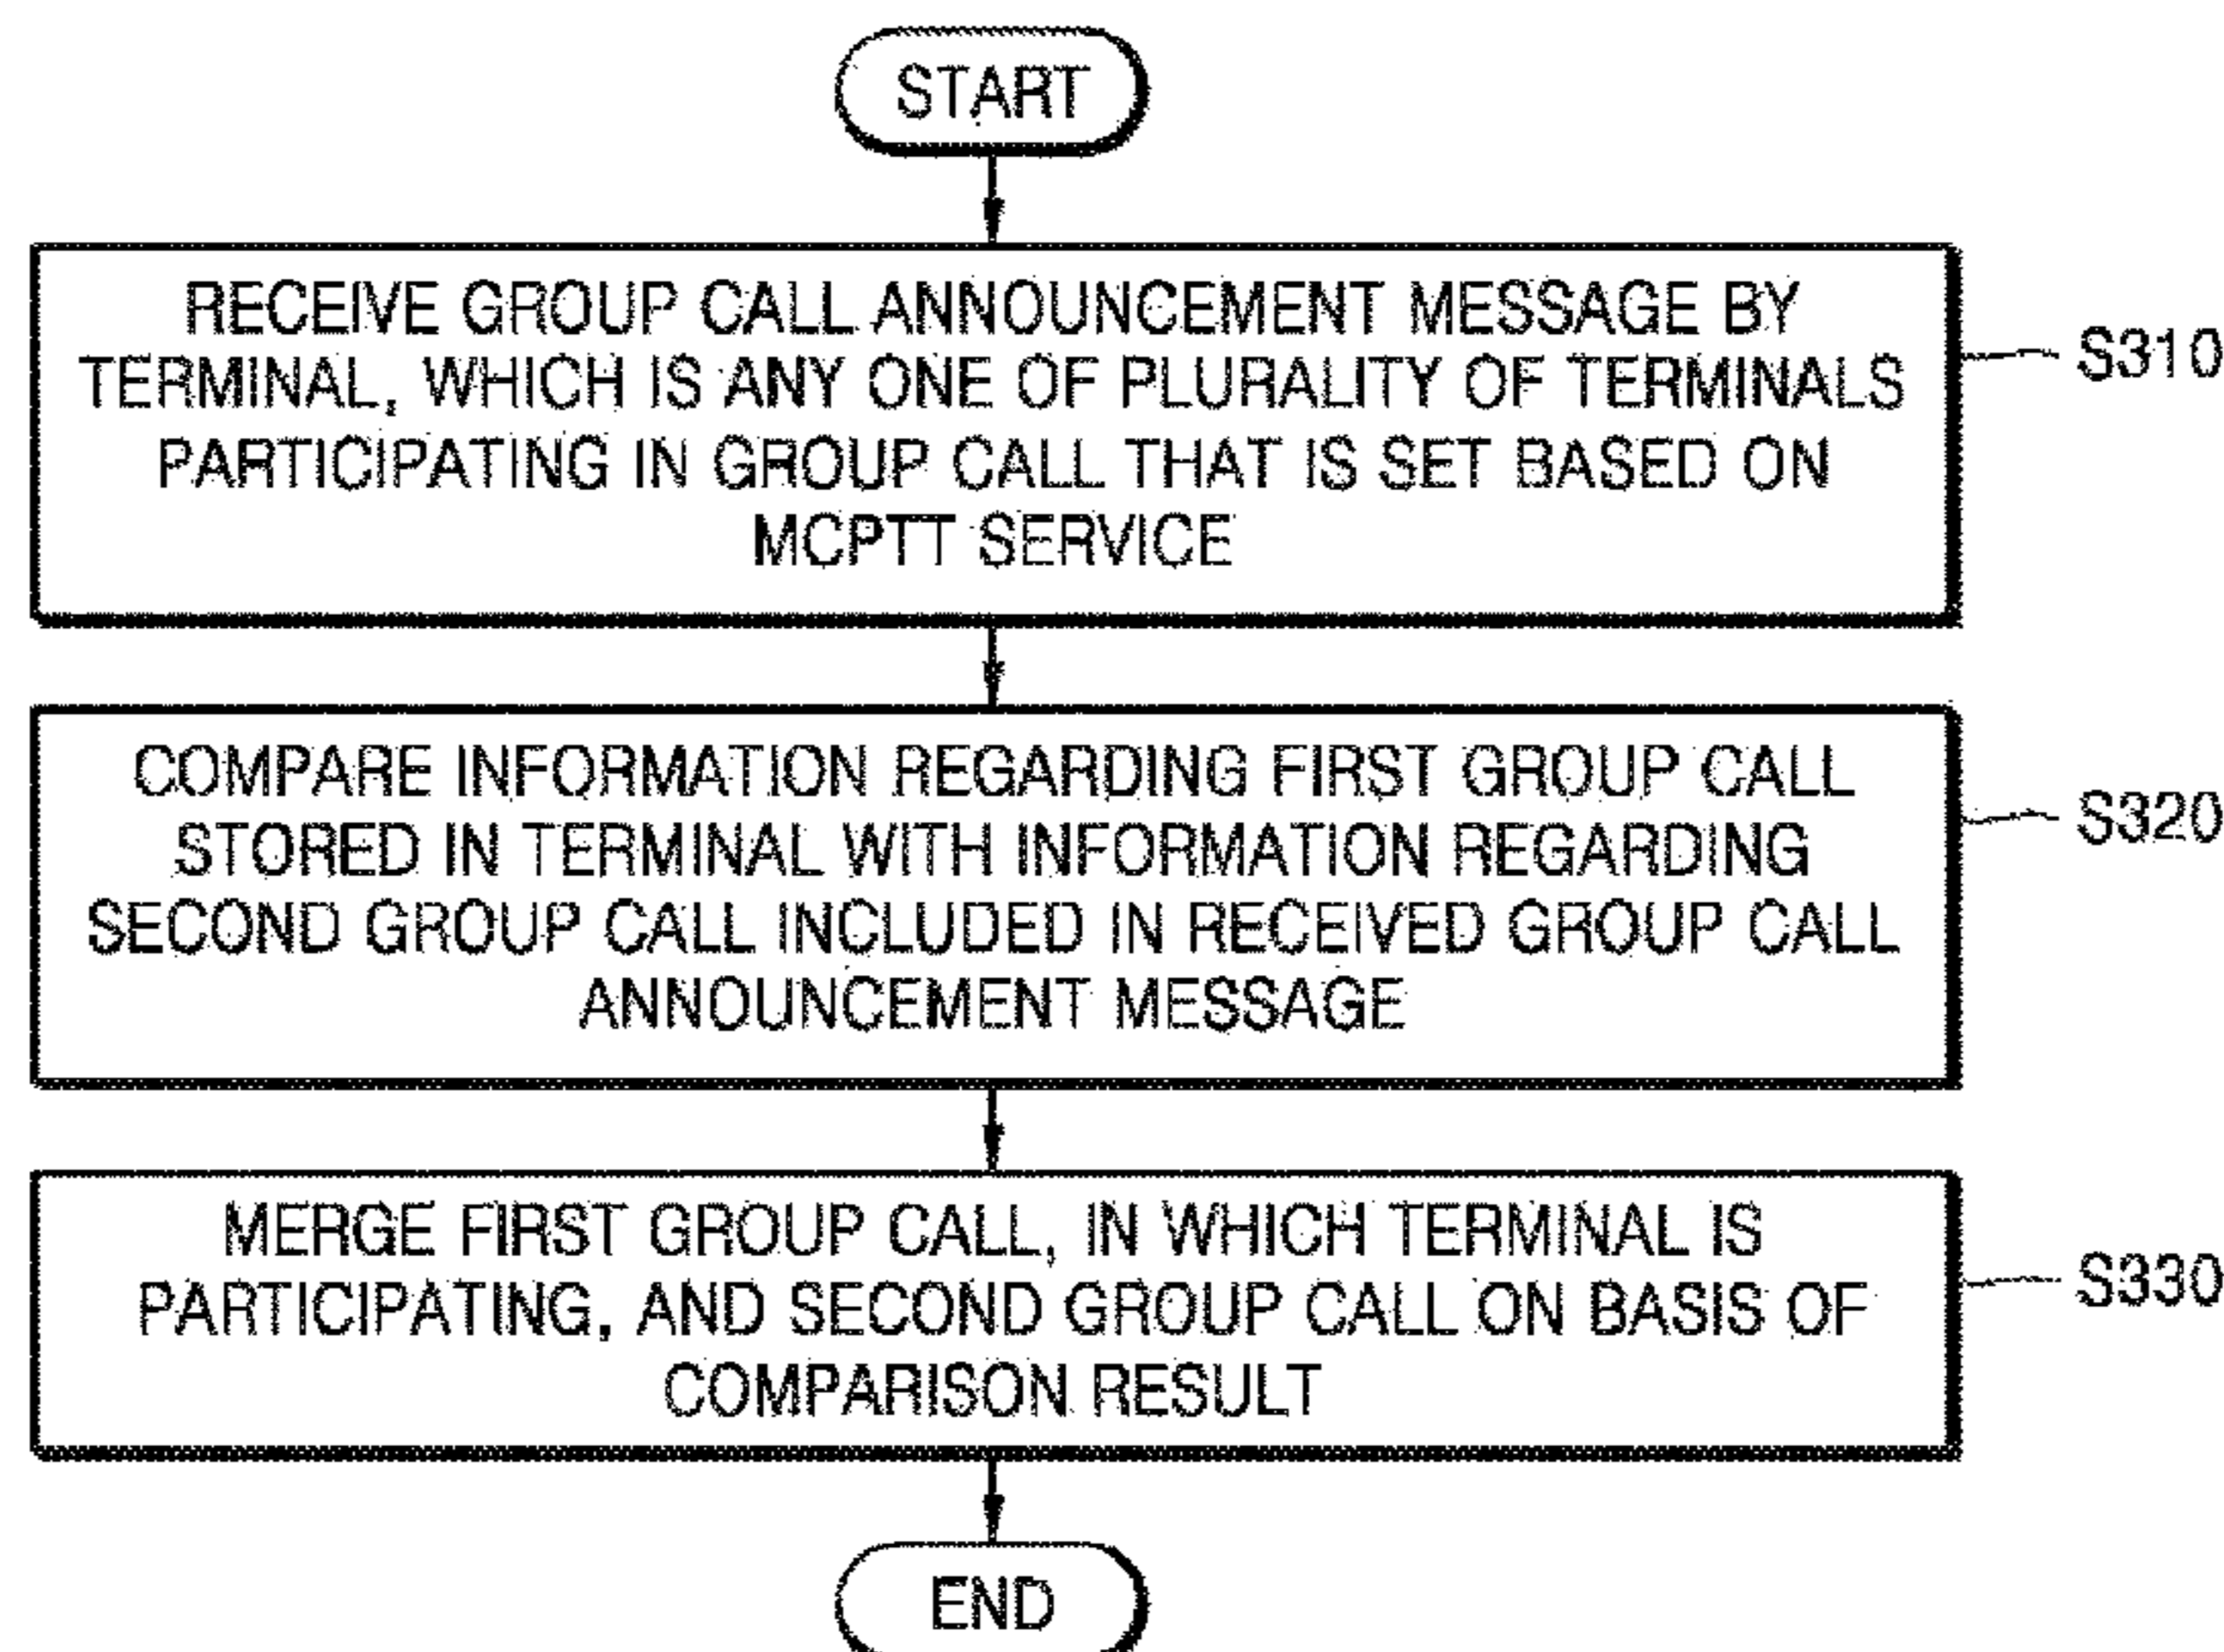 START
RECEIVE GROUP CALL ANNOUNCEMENT MESSAGE BY
TERMINAL, WHICH IS ANY ONE OF PLURALITY OF TERMINALS
PARTICIPATING IN GROUP CALL THAT IS SET BASED ON
MCPTT SERVICE
S310
COMPARE INFORMATION REGARDING FIRST GROUP CALL
STORED IN TERMINAL WITH INFORMATION REGARDING
SECOND GROUP CALL INCLUDED IN RECEIVED GROUP CALL
ANNOUNCEMENT MESSAGE
S320
MERGE FIRST GROUP CALL, IN WHICH TERMINAL IS
PARTICIPATING, AND SECOND GROUP CALL ON BASIS OF
COMPARISON RESULT
S330
END